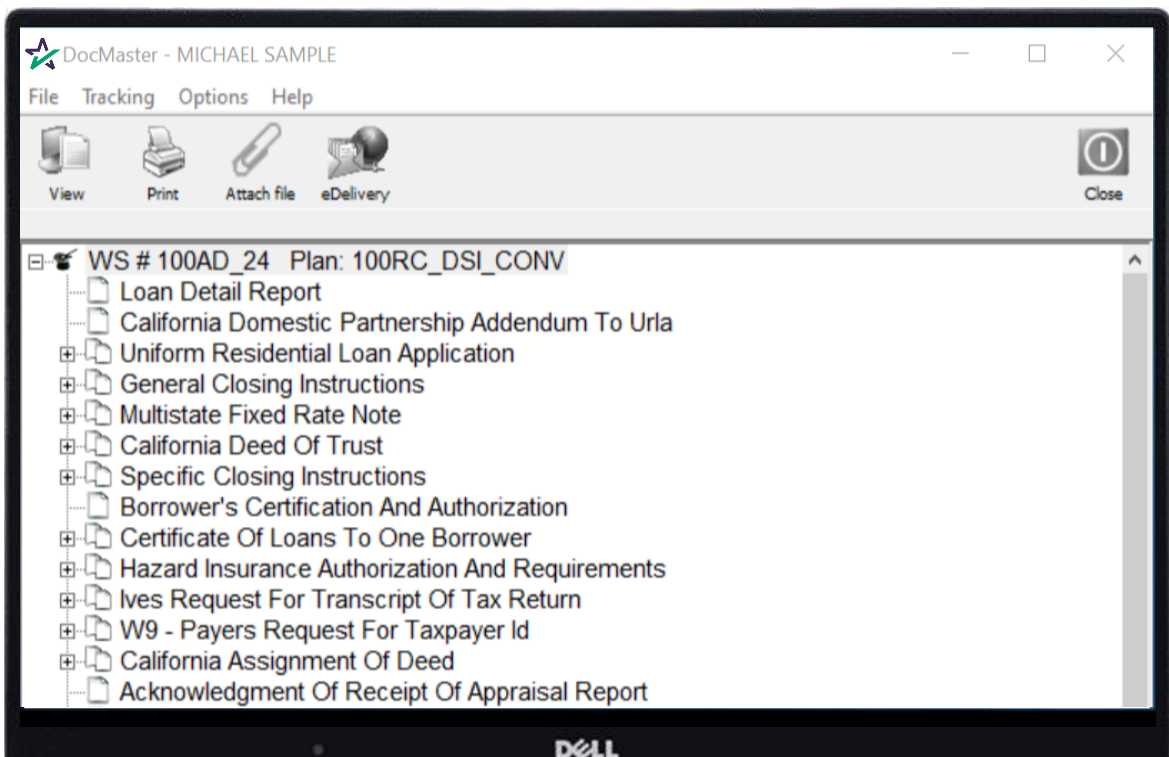 DocMaster - MICHAEL SAMPLE
File Tracking Options Help
View Print Attach file eDelivery Close
WS # 100AD_24 Plan: 100RC_DSI_CONV
Loan Detail Report
California Domestic Partnership Addendum To Urla
Uniform Residential Loan Application
General Closing Instructions
Multistate Fixed Rate Note
California Deed Of Trust
Specific Closing Instructions
Borrower's Certification And Authorization
Certificate Of Loans To One Borrower
Hazard Insurance Authorization And Requirements
Ives Request For Transcript Of Tax Return
W9 - Payers Request For Taxpayer Id
California Assignment Of Deed
Acknowledgment Of Receipt Of Appraisal Report
DELL